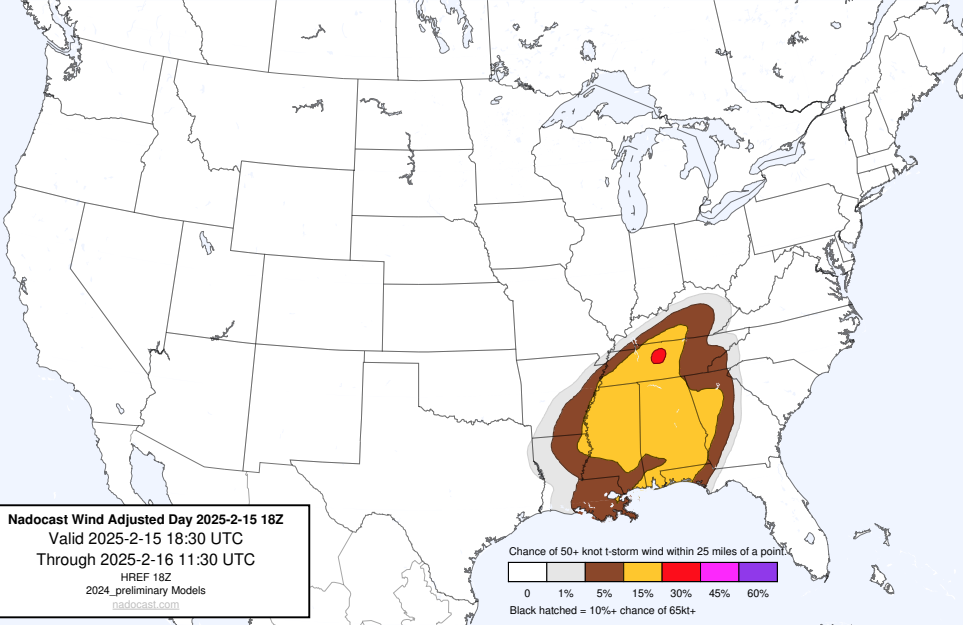 Nadocast Wind Adjusted Day 2025-2-15 18Z
Valid 2025-2-15 18:30 UTC
Through 2025-2-16 11:30 UTC
HREF 18Z
2024_preliminary Models
nadocast.com
Chance of 50+ knot t-storm wind within 25 miles of a point.
0 1% 5% 15% 30% 45% 60%
Black hatched = 10%+ chance of 65kt+